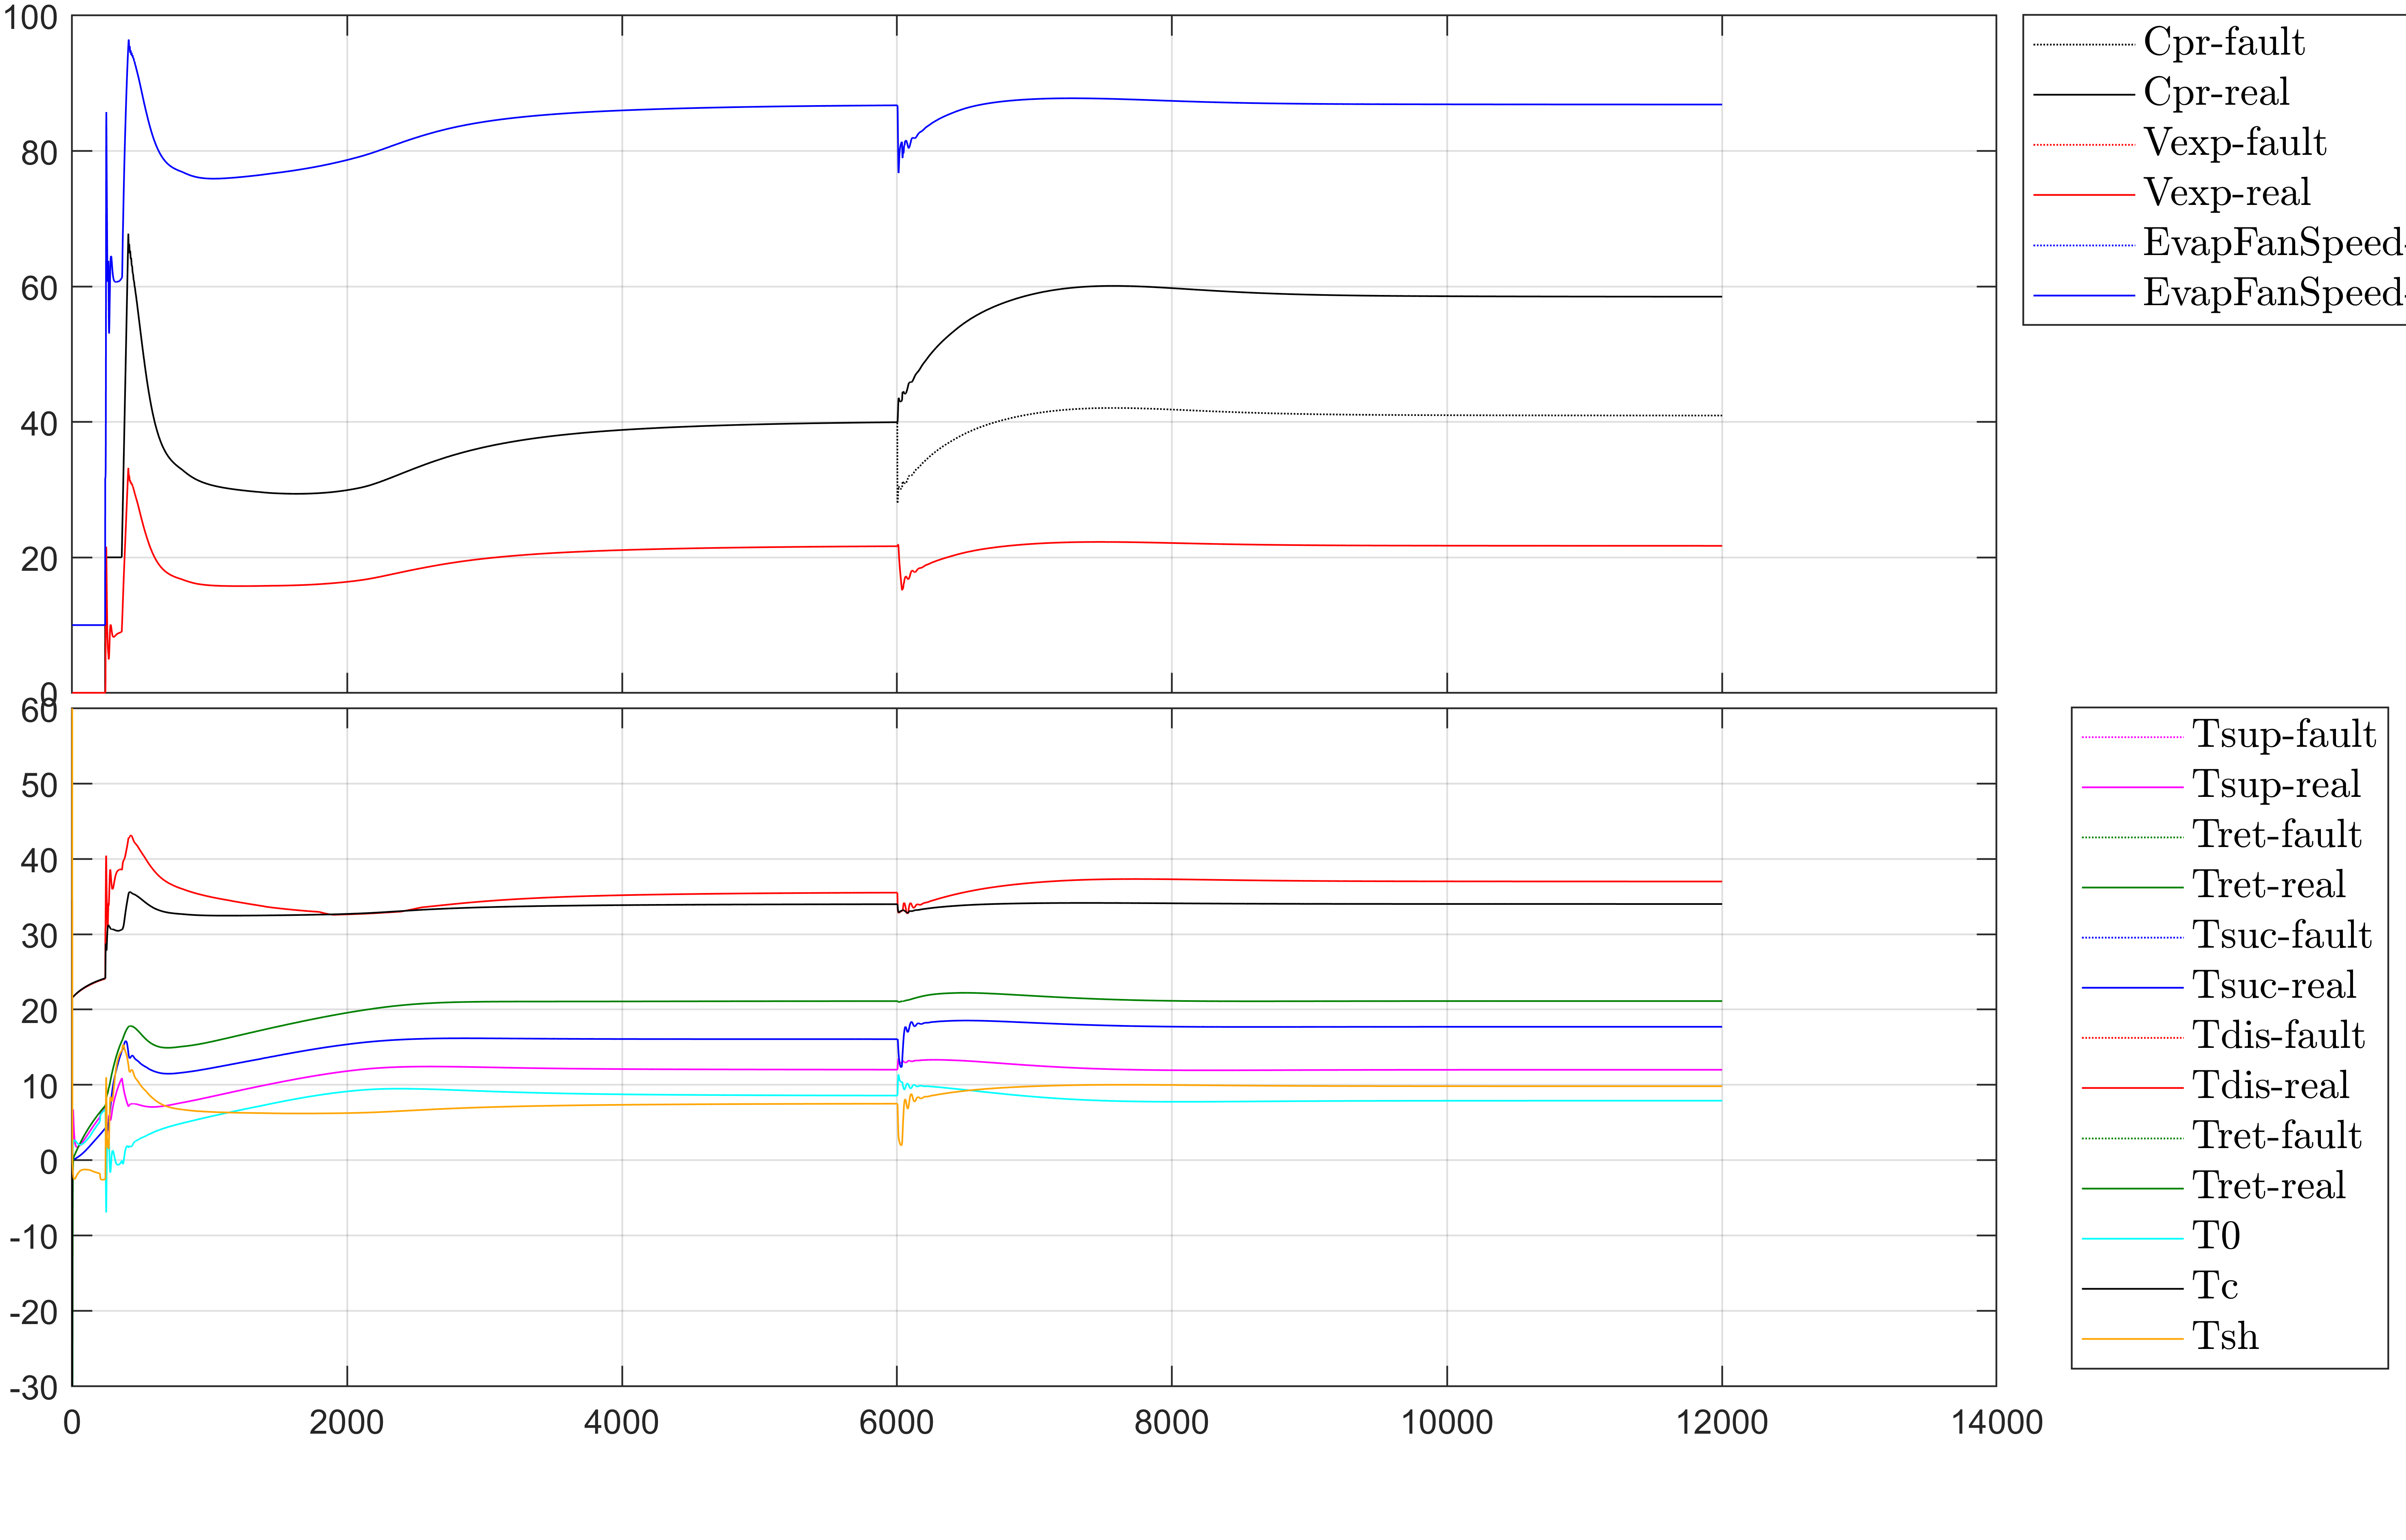 100
80
60
40
20
0
Cpr-fault
Cpr-real
Vexp-fault
Vexp-real
EvapFanSpeed-
EvapFanSpeed-
60
50
40
30
20
10
0
-10
-20
-30
0 2000 4000 6000 8000 10000 12000 14000
Tsup-fault
Tsup-real
Tret-fault
Tret-real
Tsuc-fault
Tsuc-real
Tdis-fault
Tdis-real
Tret-fault
Tret-real
T0
Tc
Tsh